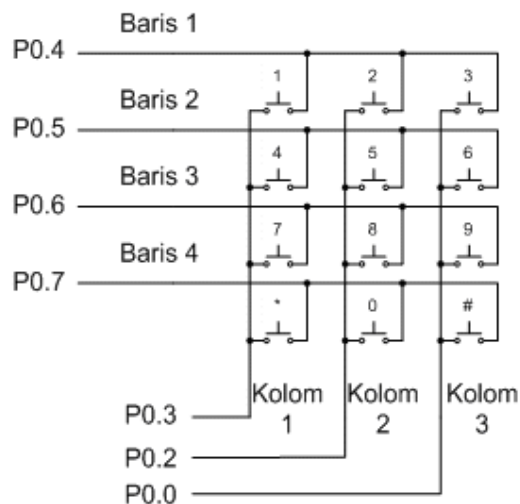 Baris 1
P0.4
1 2 3
Baris 2
P0.5
4 5 6
Baris 3
P0.6
7 8 9
Baris 4
P0.7
* 0 #
Kolom 1
Kolom 2
Kolom 3
P0.3
P0.2
P0.0